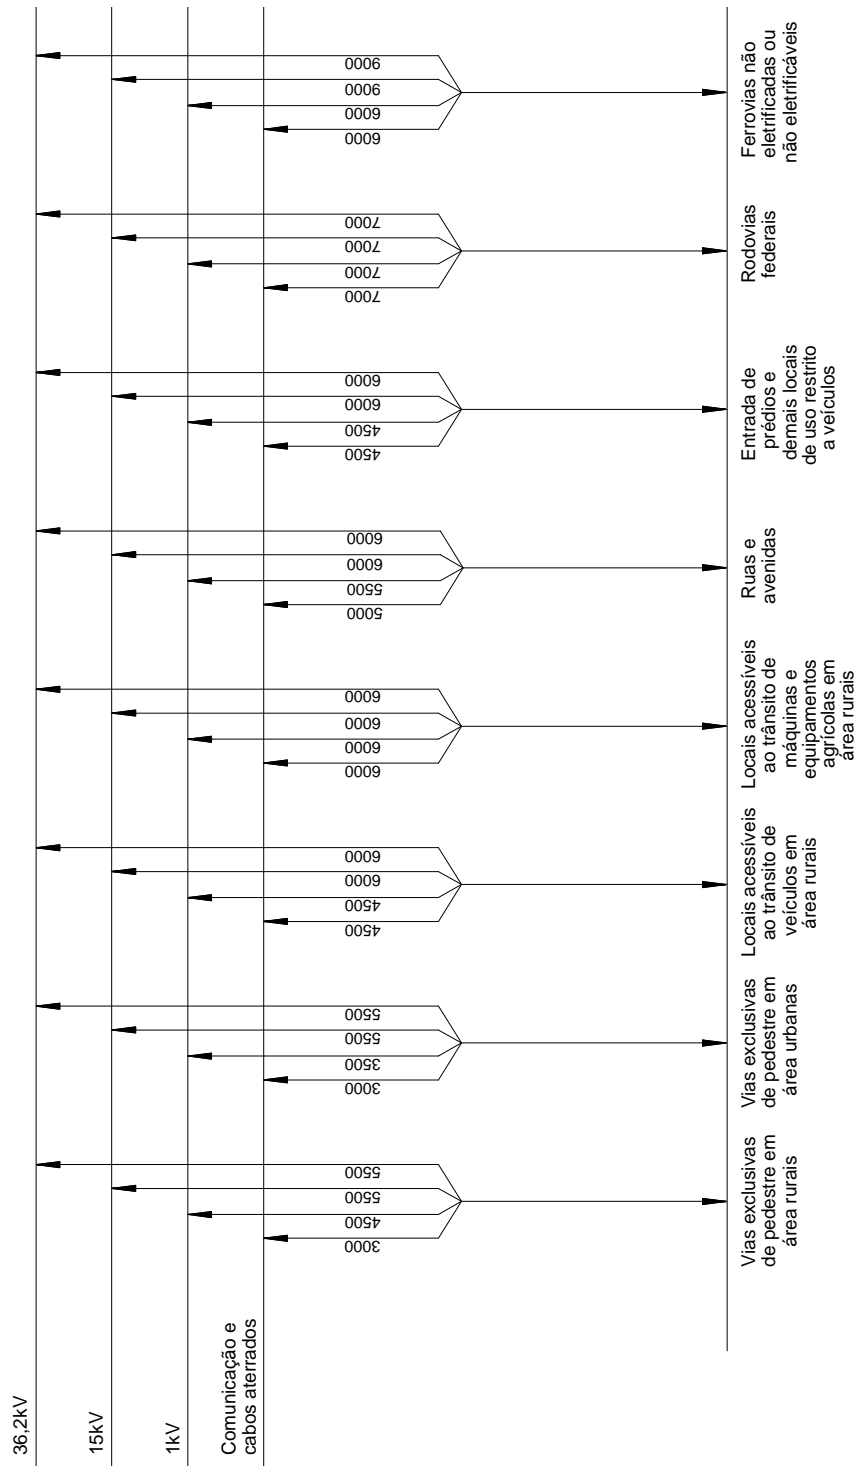 36,2kV
15kV
1kV
Comunicação e
cabos aterrados
3000
4500
5500
5500
Vias exclusivas
de pedestre em
área rurais
3000
3500
5500
5500
Vias exclusivas
de pedestre em
área urbanas
4500
4500
6000
6000
Locais acessíveis
ao trânsito de
veículos em
área rurais
6000
6000
6000
6000
Locais acessíveis
ao trânsito de
máquinas e
equipamentos
agrícolas em
área rurais
5000
5500
6000
6000
Ruas e
avenidas
4500
4500
6000
6000
Entrada de
prédios e
demais locais
de uso restrito
a veículos
7000
7000
7000
7000
Rodovias
federais
6000
6000
9000
9000
Ferrovias não
eletrificadas ou
não eletrificáveis